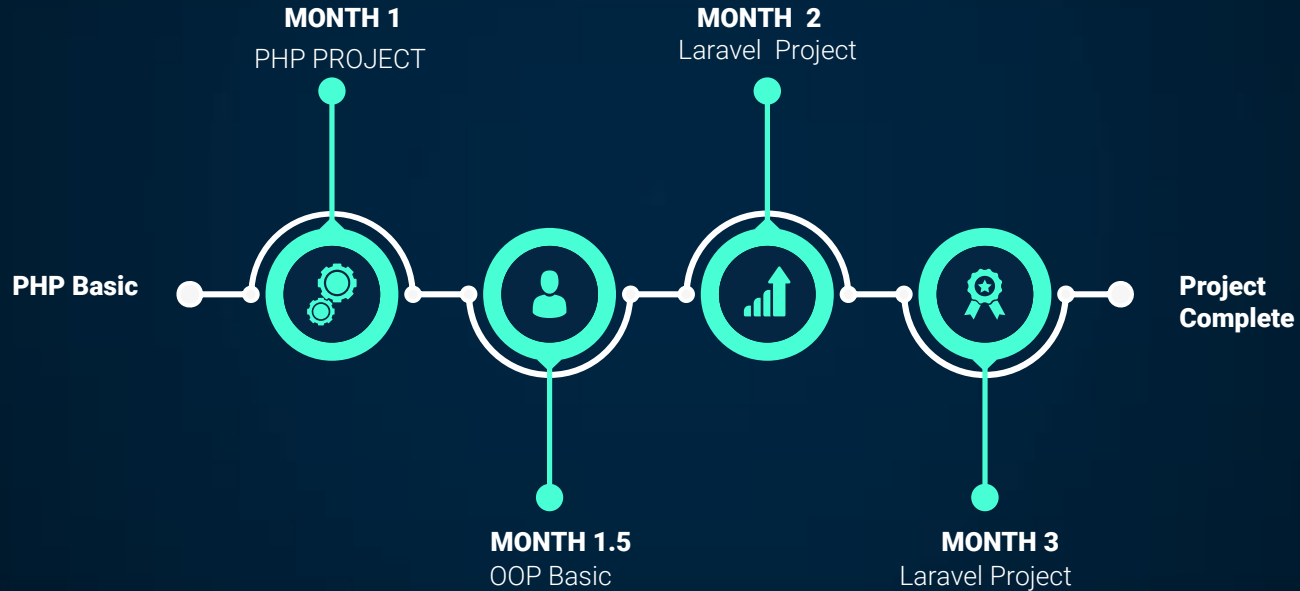 MONTH 1
PHP PROJECT
MONTH 2
Laravel Project
PHP Basic
Project
Complete
MONTH 1.5
OOP Basic
MONTH 3
Laravel Project